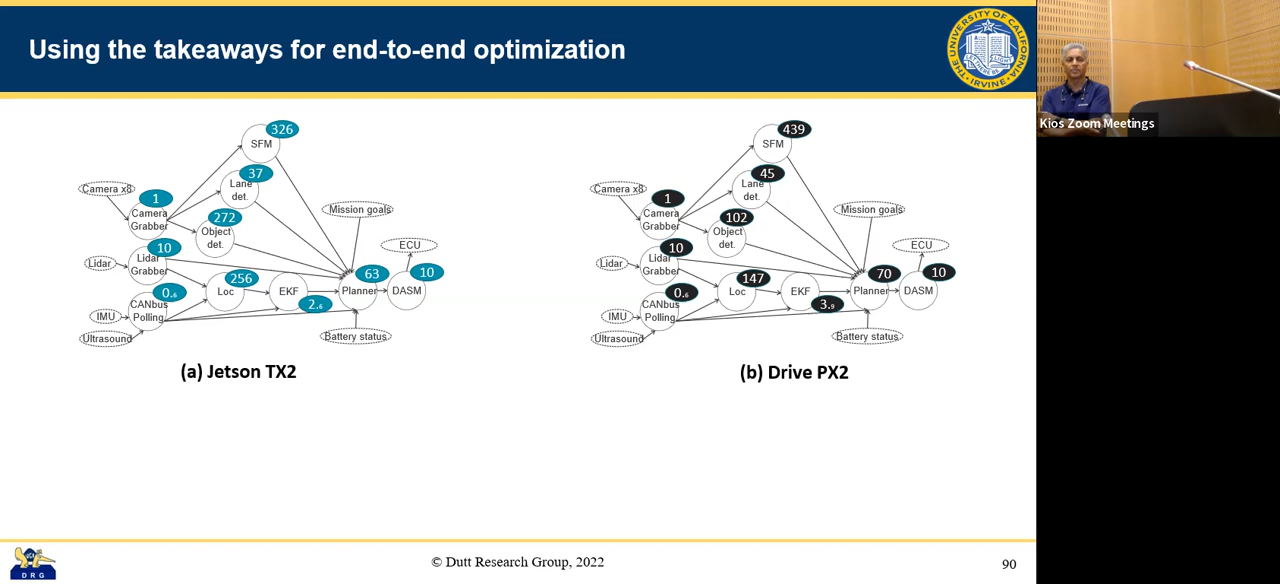 Using the takeaways for end-to-end optimization
THE UNIVERSITY OF CALIFORNIA
LET THERE BE LIGHT
IRVINE
Kios Zoom Meetings
326
SFM
37
Lane
det.
Camera x8
1
Camera
Grabber
272
Object
det.
Mission goals
ECU
10
Lidar
Grabber
Lidar
256
Loc
EKF
2.6
63
Planner
10
DASM
0.6
CANbus
Polling
IMU
Ultrasound
Battery status
(a) Jetson TX2
439
SFM
45
Lane
det.
Camera x8
1
Camera
Grabber
102
Object
det.
Mission goals
ECU
10
Lidar
Grabber
Lidar
147
Loc
EKF
3.9
70
Planner
10
DASM
0.6
CANbus
Polling
IMU
Ultrasound
Battery status
(b) Drive PX2
DRG
© Dutt Research Group, 2022
90